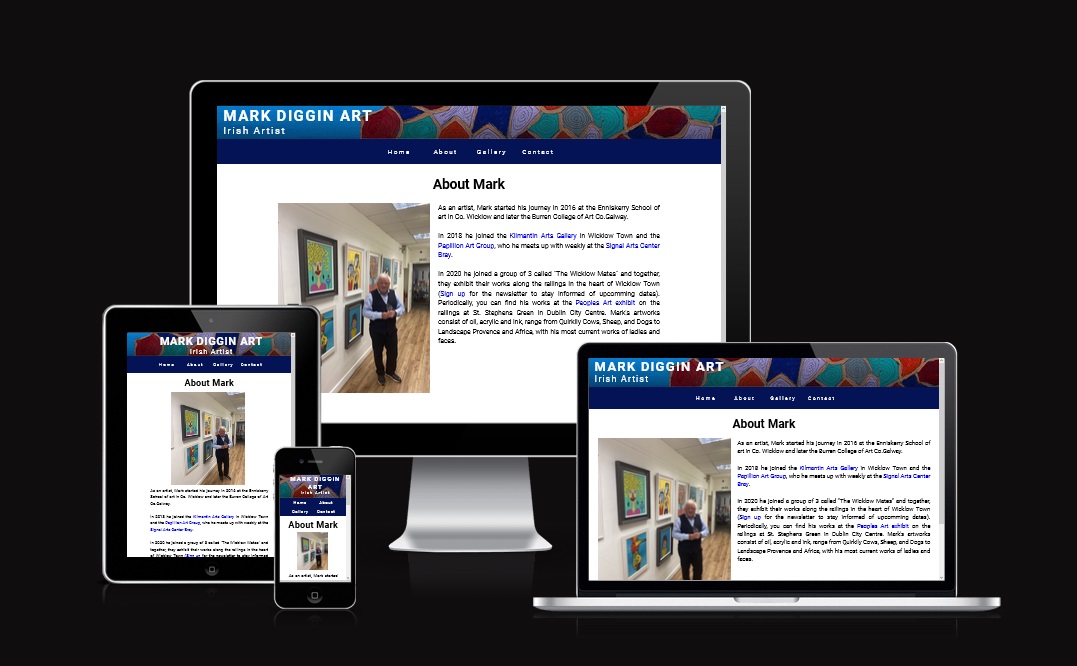 MARK DIGGIN ART
Irish Artist
Home About Gallery Contact
About Mark
As an artist, Mark started his journey in 2016 at the Enniskerry School of
art in Co. Wicklow and later the Burren College of Art Co.Galway.
In 2018 he joined the Kilmantin Arts Gallery in Wicklow Town and the
Papillion Art Group, who he meets up with weekly at the Signal Arts Center
Bray.
In 2020 he joined a group of 3 called "The Wicklow Mates" and together,
they exhibit their works along the railings in the heart of Wicklow Town
(Sign up for the newsletter to stay informed of upcomming dates).
Periodically, you can find his works at the Peoples Art exhibit on the
railings at St. Stephens Green in Dublin City Centre. Mark's artworks
consist of oil, acrylic and ink, range from Quirkily Cows, Sheep, and Dogs to
Landscape Provence and Africa, with his most current works of ladies and
faces.
MARK DIGGIN ART
Irish Artist
Home About Gallery Contact
About Mark
As an artist, Mark started his journey in 2016 at the Enniskerry
School of art in Co. Wicklow and later the Burren College of Art
Co.Galway.
In 2018 he joined the Kilmantin Arts Gallery in Wicklow Town
and the Papillion Art Group, who he meets up with weekly at the
Signal Arts Center Bray.
In 2020 he joined a group of 3 called "The Wicklow Mates" and
together, they exhibit their works along the railings in the heart
of Wicklow Town (Sign up for the newsletter to stay informed
MARK DIGGIN
ART
Irish Artist
Home About
Gallery Contact
About Mark
As an artist, Mark started
MARK DIGGIN ART
Irish Artist
Home About Gallery Contact
About Mark
As an artist, Mark started his journey in 2016 at the Enniskerry School of
art in Co. Wicklow and later the Burren College of Art Co.Galway.
In 2018 he joined the Kilmantin Arts Gallery in Wicklow Town and the
Papillion Art Group, who he meets up with weekly at the Signal Arts Center
Bray.
In 2020 he joined a group of 3 called "The Wicklow Mates" and together,
they exhibit their works along the railings in the heart of Wicklow Town
(Sign up for the newsletter to stay informed of upcomming dates).
Periodically, you can find his works at the Peoples Art exhibit on the
railings at St. Stephens Green in Dublin City Centre. Mark's artworks
consist of oil, acrylic and ink, range from Quirkily Cows, Sheep, and Dogs to
Landscape Provence and Africa, with his most current works of ladies and
faces.